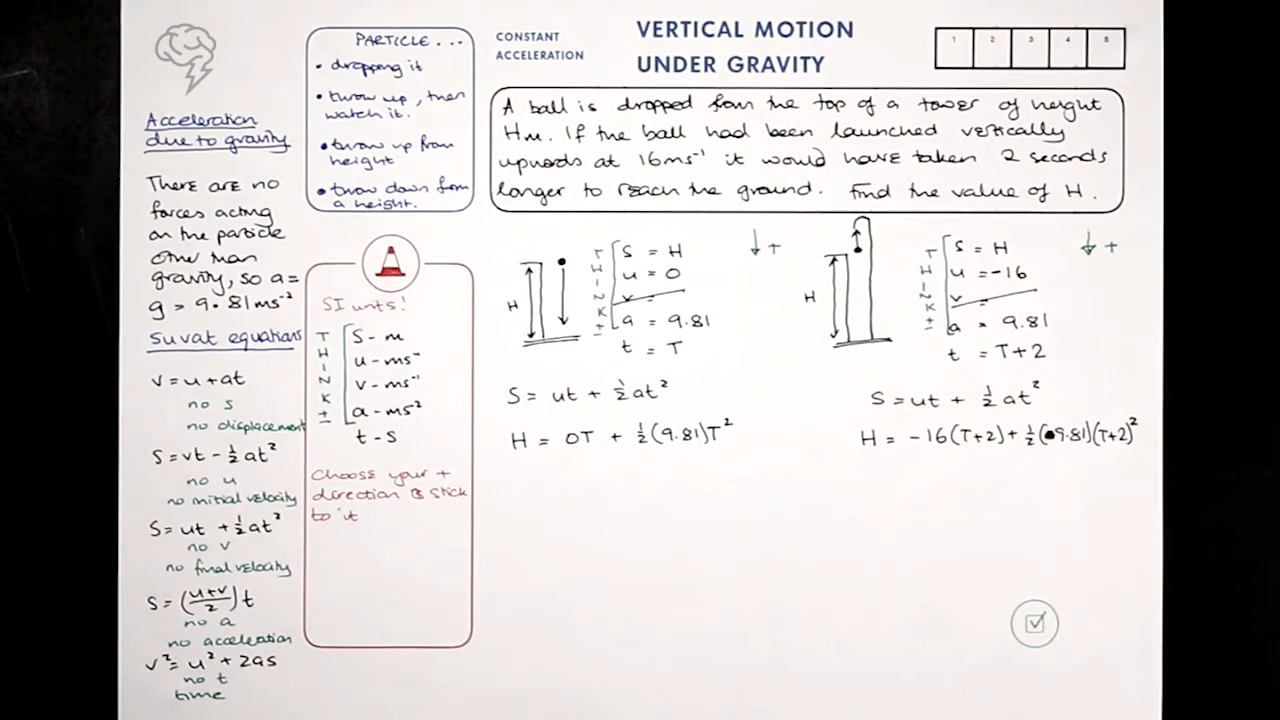 CONSTANT
ACCELERATION
VERTICAL MOTION
UNDER GRAVITY
1 2 3 4 5
Acceleration
due to gravity
There are no
forces acting
on the particle
other than
gravity, so a =
g = 9.81ms⁻²
Suvat equations
v = u + at
no s
no displacement
S = vt - ½at²
no u
no initial velocity
S = ut + ½at²
no v
no final velocity
S = (u+v/2)t
no a
no acceleration
v² = u² + 2as
no t
time
PARTICLE...
• dropping it
• throw up, then
watch it.
• throw up from
height
• throw down from
a height.
SI units!
THINK ±
S - m
u - ms⁻
v - ms⁻¹
a - ms²
t - s
Choose your +
direction & stick
to it
A ball is dropped from the top of a tower of height
Hm. If the ball had been launched vertically
upwards at 16ms⁻¹ it would have taken 2 seconds
longer to reach the ground. Find the value of H.
H
THINK ±
S = H
u = 0
v =
a = 9.81
t = T
↓ +
S = ut + ½at²
H = 0T + ½(9.81)T²
H
THINK ±
S = H
u = -16
v =
a = 9.81
t = T+2
↓ +
S = ut + ½at²
H = -16(T+2) + ½(9.81)(T+2)²